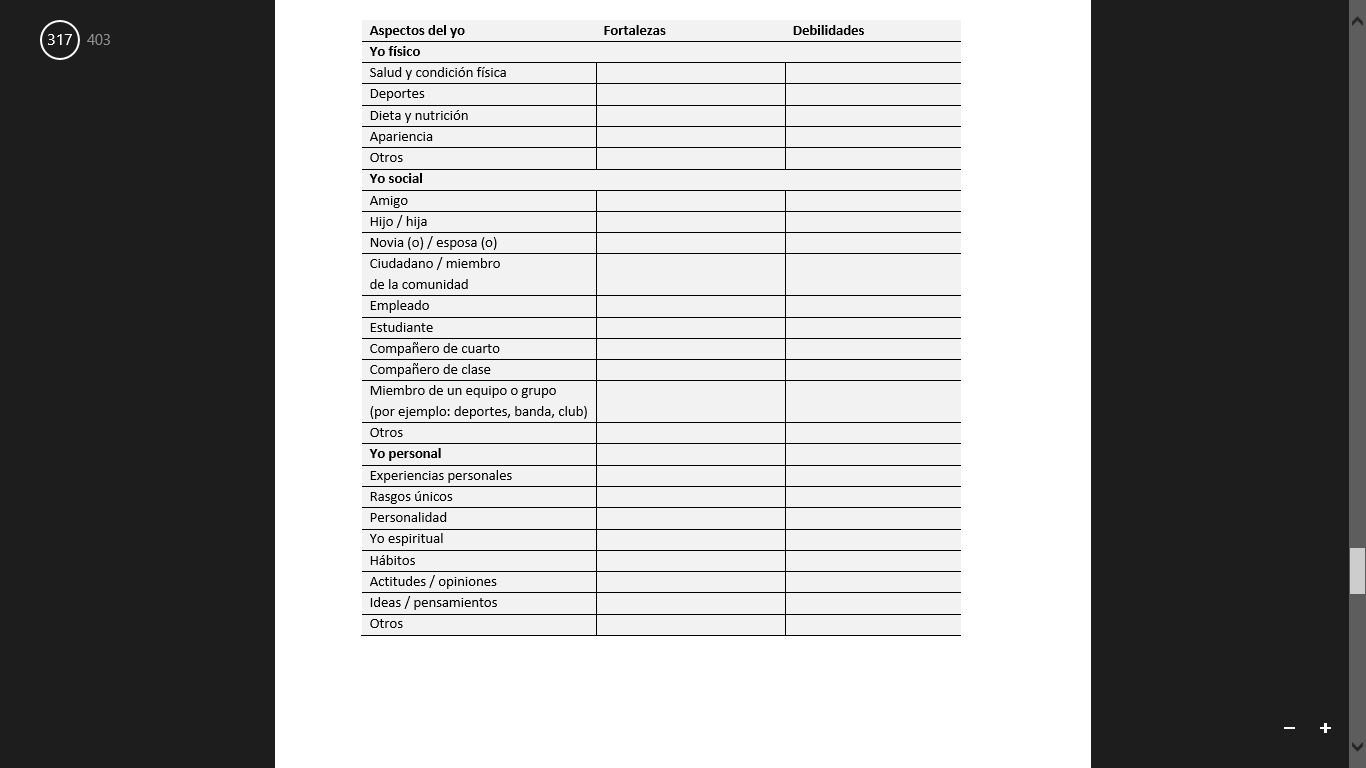 317 403
Aspectos del yo Fortalezas Debilidades
Yo físico
Salud y condición física
Deportes
Dieta y nutrición
Apariencia
Otros
Yo social
Amigo
Hijo / hija
Novia (o) / esposa (o)
Ciudadano / miembro
de la comunidad
Empleado
Estudiante
Compañero de cuarto
Compañero de clase
Miembro de un equipo o grupo
(por ejemplo: deportes, banda, club)
Otros
Yo personal
Experiencias personales
Rasgos únicos
Personalidad
Yo espiritual
Hábitos
Actitudes / opiniones
Ideas / pensamientos
Otros